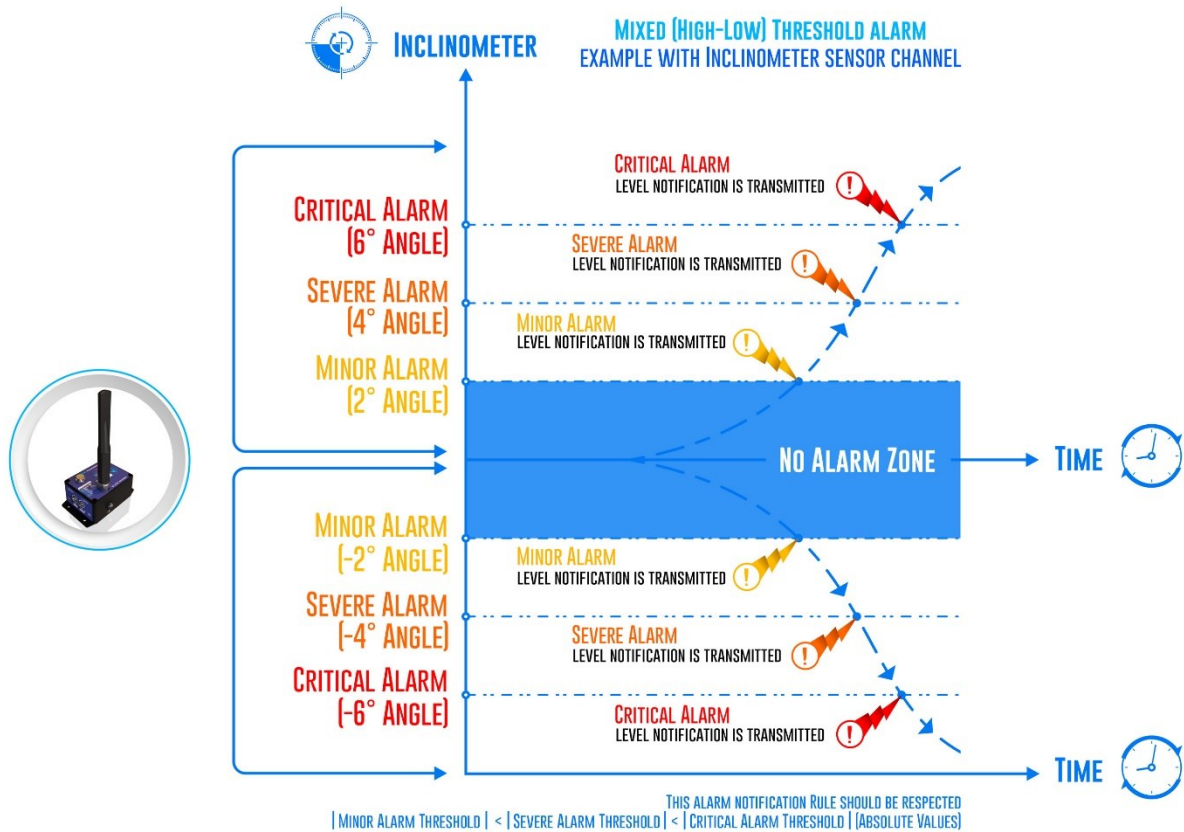 Inclinometer
Mixed (High-Low) Threshold alarm
example with Inclinometer sensor channel
Critical Alarm
level notification is transmitted
Critical Alarm
(6° Angle)
Severe Alarm
level notification is transmitted
Severe Alarm
(4° Angle)
Minor Alarm
level notification is transmitted
Minor Alarm
(2° Angle)
No Alarm Zone
Time
Minor Alarm
(-2° Angle)
Minor Alarm
level notification is transmitted
Severe Alarm
(-4° Angle)
Severe Alarm
level notification is transmitted
Critical Alarm
(-6° Angle)
Critical Alarm
level notification is transmitted
Time
This alarm notification Rule should be respected
| Minor Alarm Threshold | < | Severe Alarm Threshold | < | Critical Alarm Threshold | (Absolute Values)